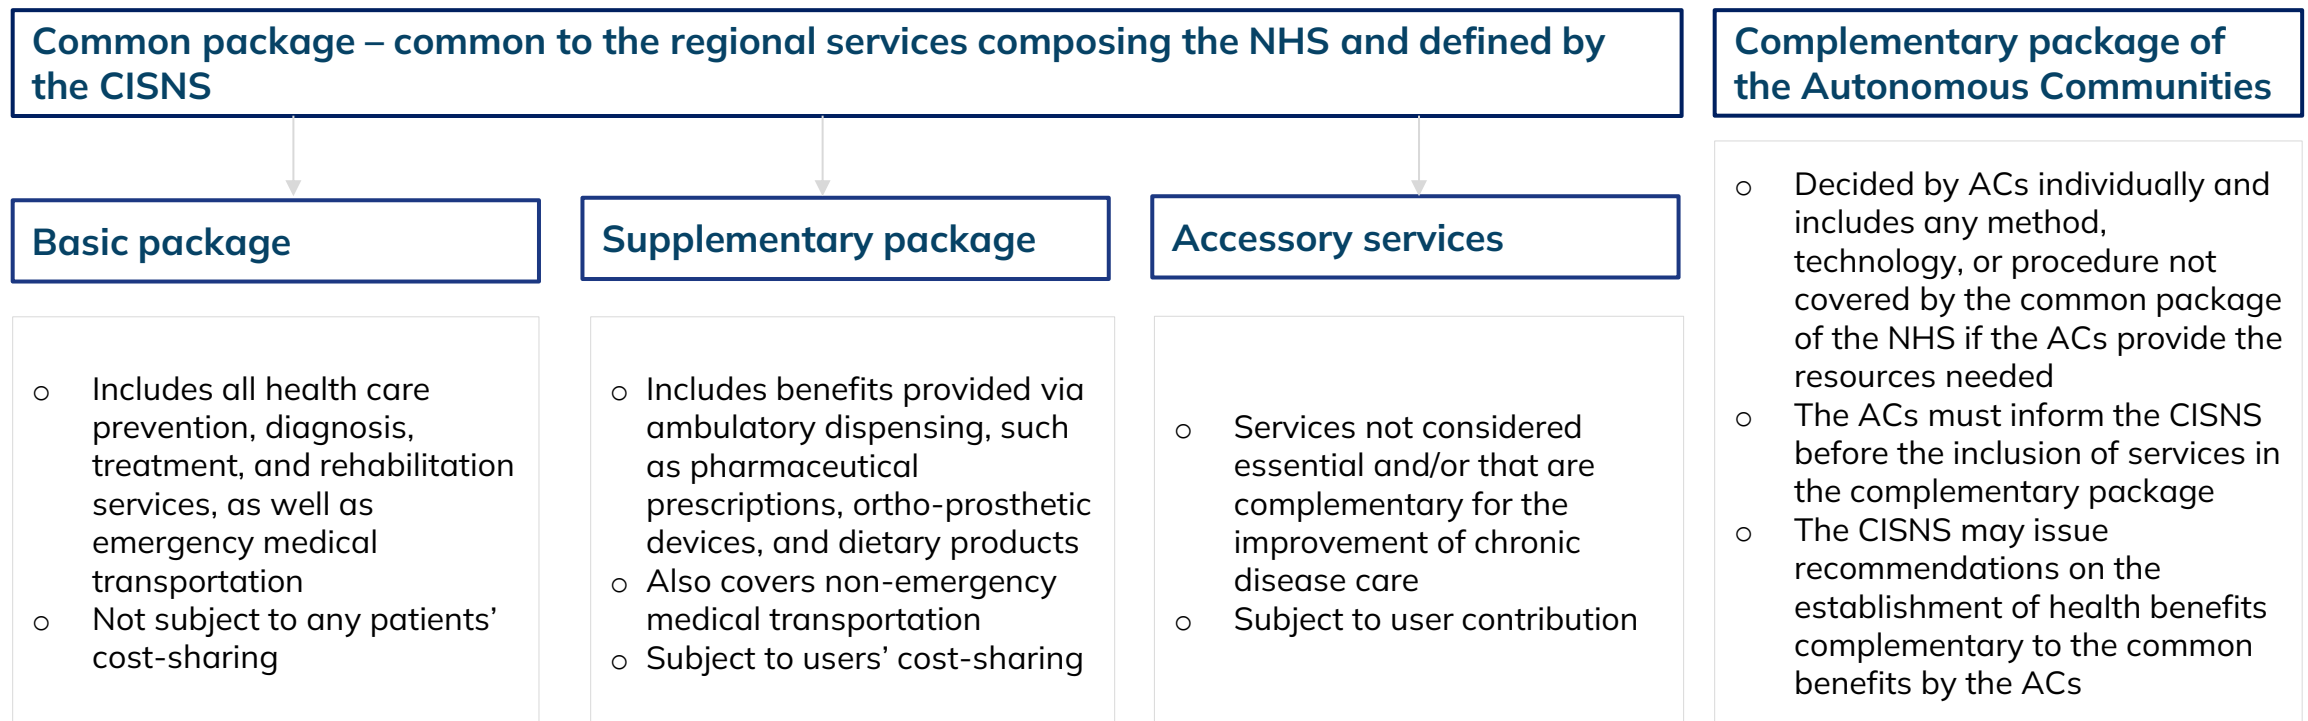 Common package – common to the regional services composing the NHS and defined by
the CISNS
Basic package
○ Includes all health care
prevention, diagnosis,
treatment, and rehabilitation
services, as well as
emergency medical
transportation
○ Not subject to any patients’
cost-sharing
Supplementary package
○ Includes benefits provided via
ambulatory dispensing, such
as pharmaceutical
prescriptions, ortho-prosthetic
devices, and dietary products
○ Also covers non-emergency
medical transportation
○ Subject to users’ cost-sharing
Accessory services
○ Services not considered
essential and/or that are
complementary for the
improvement of chronic
disease care
○ Subject to user contribution
Complementary package of
the Autonomous Communities
○ Decided by ACs individually and
includes any method,
technology, or procedure not
covered by the common package
of the NHS if the ACs provide the
resources needed
○ The ACs must inform the CISNS
before the inclusion of services in
the complementary package
○ The CISNS may issue
recommendations on the
establishment of health benefits
complementary to the common
benefits by the ACs